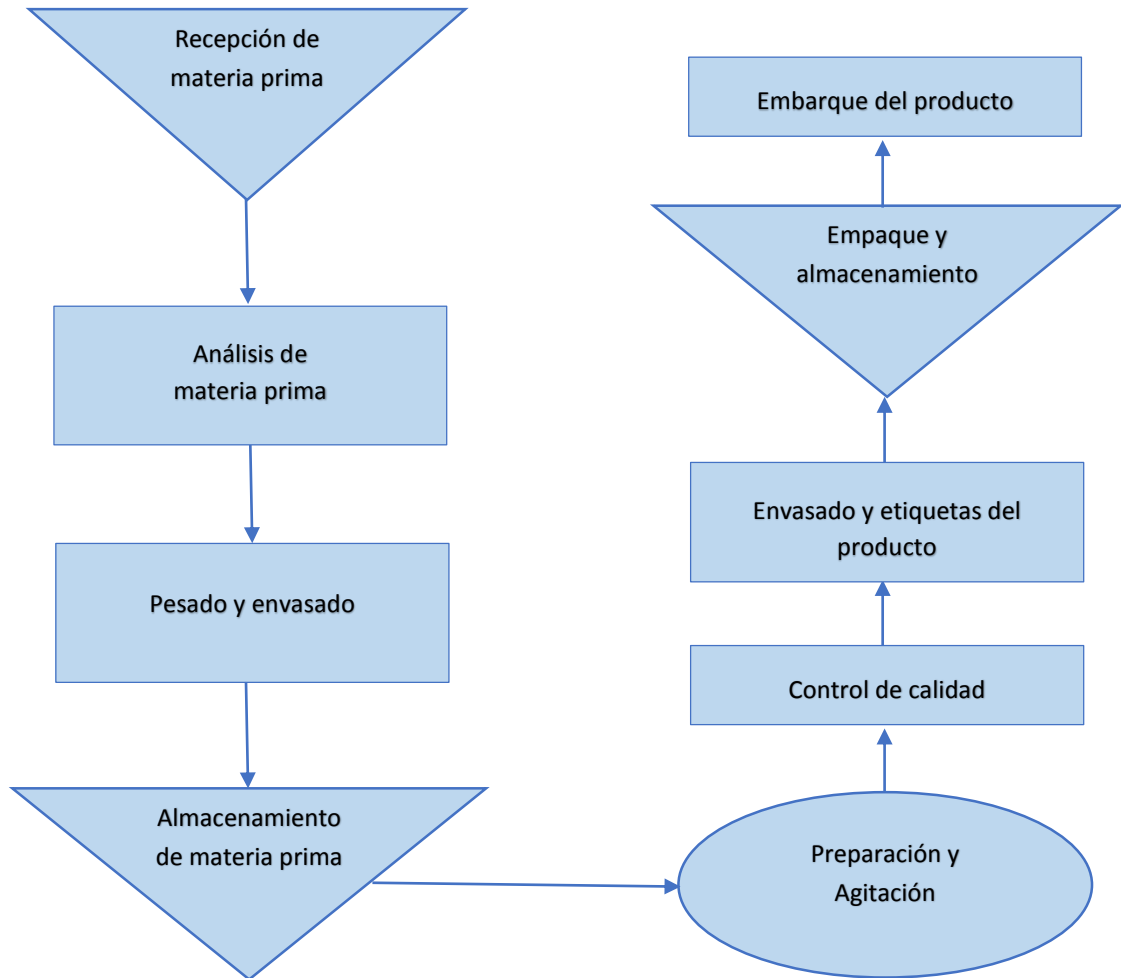 Recepción de
materia prima
Análisis de
materia prima
Pesado y envasado
Almacenamiento
de materia prima
Preparación y
Agitación
Control de calidad
Envasado y etiquetas del
producto
Empaque y
almacenamiento
Embarque del producto